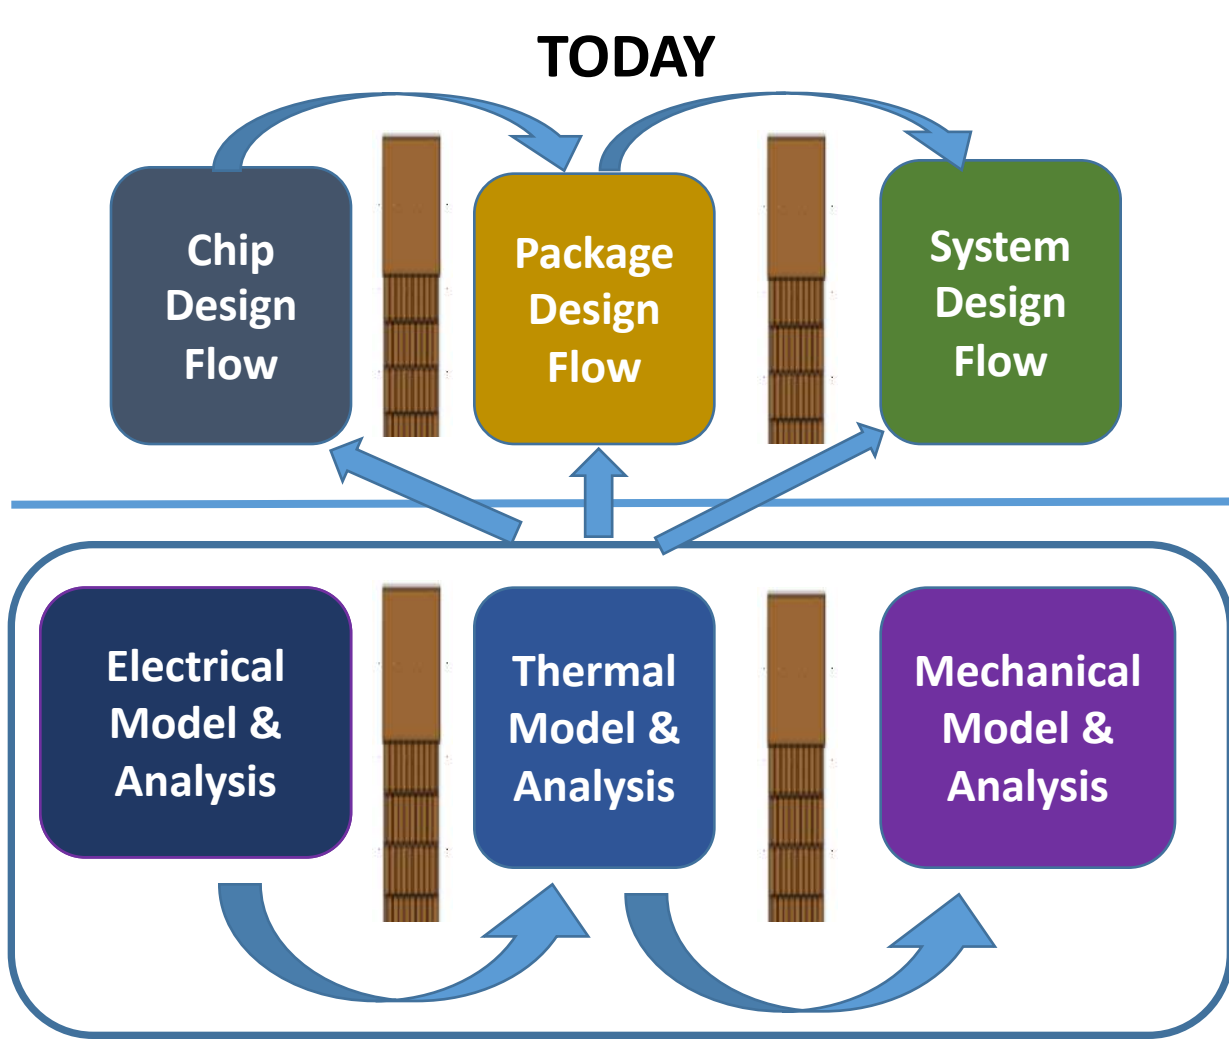 TODAY
Chip
Design
Flow
Package
Design
Flow
System
Design
Flow
Electrical
Model &
Analysis
Thermal
Model &
Analysis
Mechanical
Model &
Analysis